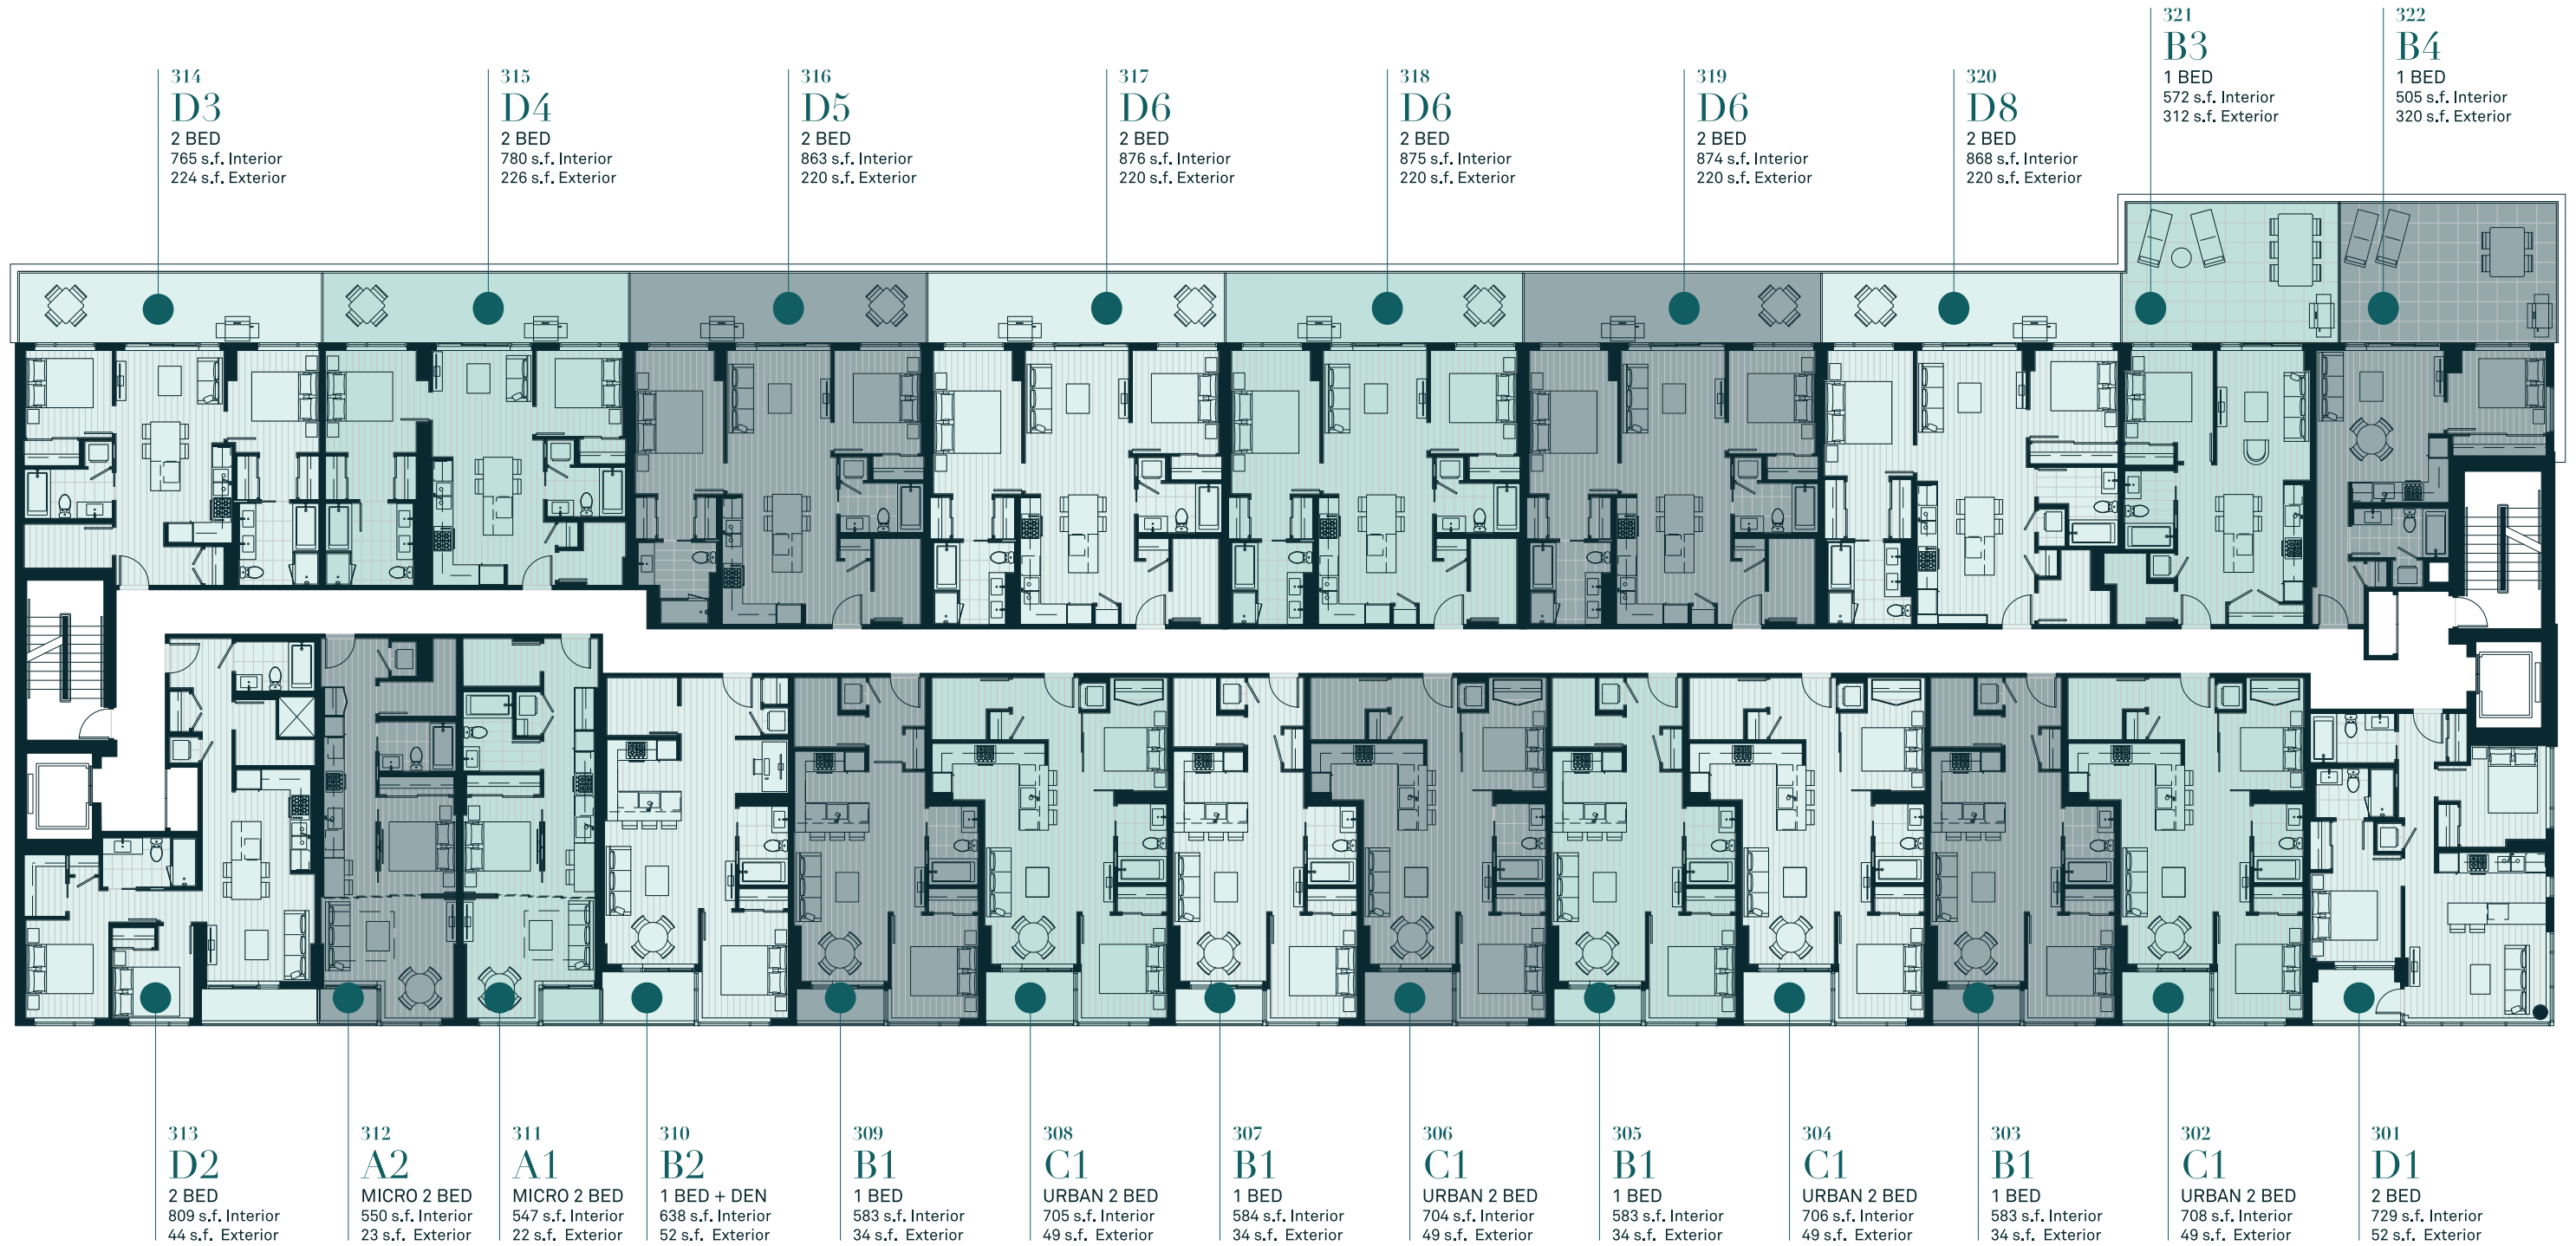 321
B3
1 BED
572 s.f. Interior
312 s.f. Exterior
322
B4
1 BED
505 s.f. Interior
320 s.f. Exterior
314
D3
2 BED
765 s.f. Interior
224 s.f. Exterior
315
D4
2 BED
780 s.f. Interior
226 s.f. Exterior
316
D5
2 BED
863 s.f. Interior
220 s.f. Exterior
317
D6
2 BED
876 s.f. Interior
220 s.f. Exterior
318
D6
2 BED
875 s.f. Interior
220 s.f. Exterior
319
D6
2 BED
874 s.f. Interior
220 s.f. Exterior
320
D8
2 BED
868 s.f. Interior
220 s.f. Exterior
313
D2
2 BED
809 s.f. Interior
44 s.f. Exterior
312
A2
MICRO 2 BED
550 s.f. Interior
23 s.f. Exterior
311
A1
MICRO 2 BED
547 s.f. Interior
22 s.f. Exterior
310
B2
1 BED + DEN
638 s.f. Interior
52 s.f. Exterior
309
B1
1 BED
583 s.f. Interior
34 s.f. Exterior
308
C1
URBAN 2 BED
705 s.f. Interior
49 s.f. Exterior
307
B1
1 BED
584 s.f. Interior
34 s.f. Exterior
306
C1
URBAN 2 BED
704 s.f. Interior
49 s.f. Exterior
305
B1
1 BED
583 s.f. Interior
34 s.f. Exterior
304
C1
URBAN 2 BED
706 s.f. Interior
49 s.f. Exterior
303
B1
1 BED
583 s.f. Interior
34 s.f. Exterior
302
C1
URBAN 2 BED
708 s.f. Interior
49 s.f. Exterior
301
D1
2 BED
729 s.f. Interior
52 s.f. Exterior